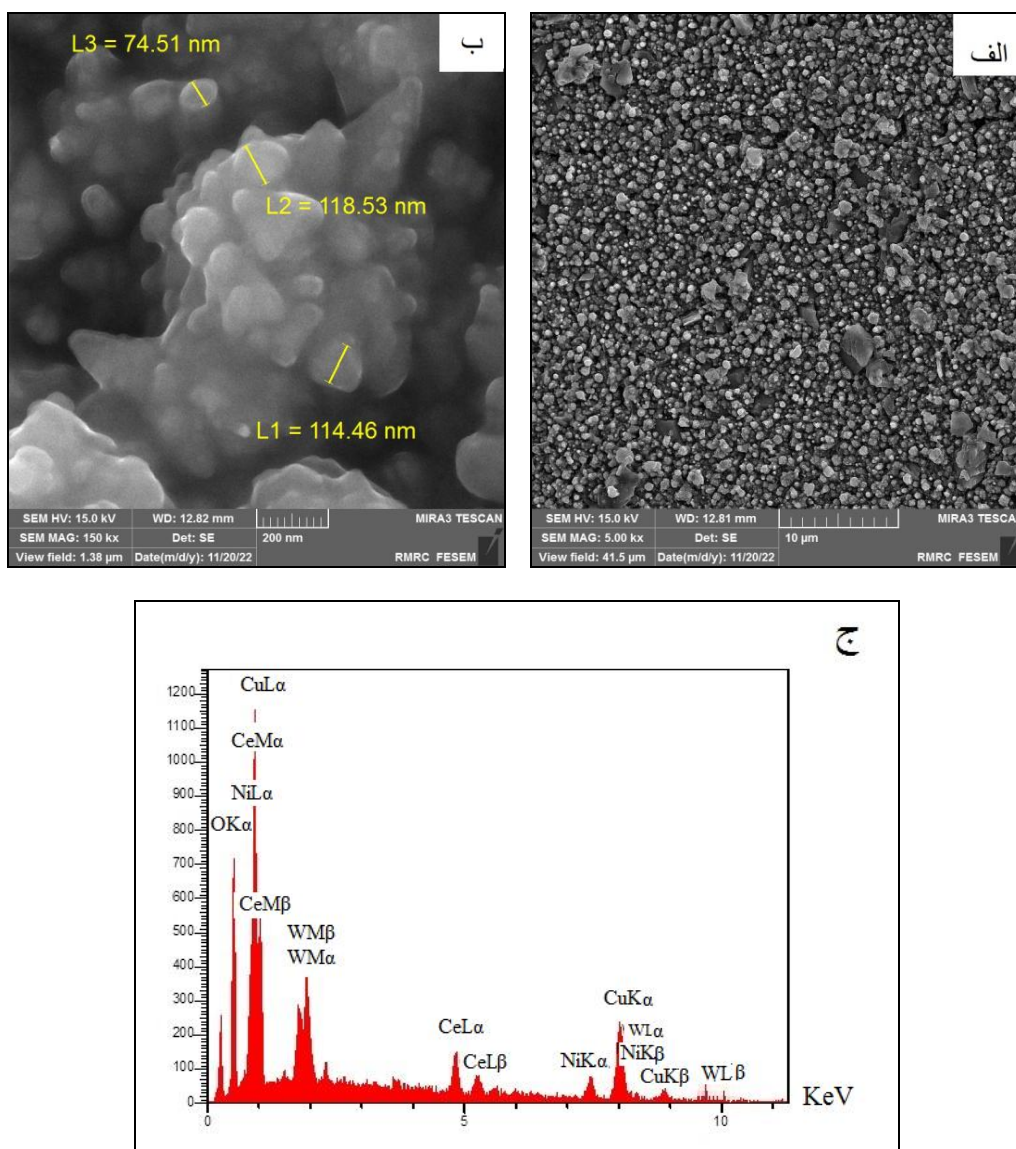 الف
SEM HV: 15.0 kV WD: 12.81 mm MIRA3 TESCA
SEM MAG: 5.00 kx Det: SE 10 µm
View field: 41.5 µm Date(m/d/y): 11/20/22 RMRC FESEM
ب
L3 = 74.51 nm
L2 = 118.53 nm
L1 = 114.46 nm
SEM HV: 15.0 kV WD: 12.82 mm MIRA3 TESCAN
SEM MAG: 150 kx Det: SE 200 nm
View field: 1.38 µm Date(m/d/y): 11/20/22 RMRC FESEM
ج
CuLα
1200
1100
CeMα
1000
900
NiLα
800
OKα
700
600
CeMβ
500
WMβ
400
WMα
300
CuKα
200
CeLα
WLα
NiKβ
CeLβ
NiKα
100
CuKβ
WLβ
0
KeV
0 5 10